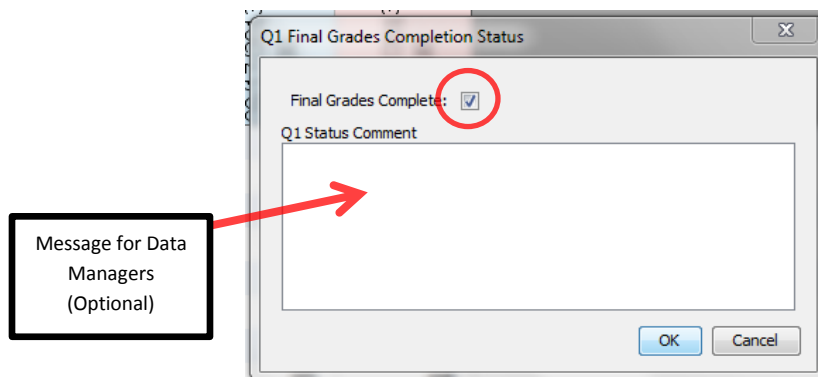 Q1 Final Grades Completion Status
Final Grades Complete:
Q1 Status Comment
Message for Data
Managers
(Optional)
OK Cancel